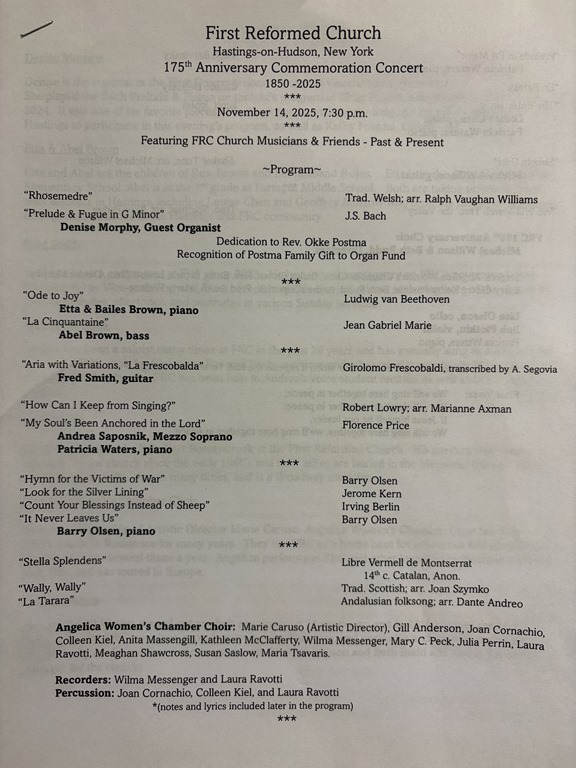 First Reformed Church
Hastings-on-Hudson, New York
175th Anniversary Commemoration Concert
1850 -2025
***
November 14, 2025, 7:30 p.m.
***
Featuring FRC Church Musicians & Friends - Past & Present
~Program~
"Rhosemedre" Trad. Welsh; arr. Ralph Vaughan Williams
"Prelude & Fugue in G Minor" J.S. Bach
Denise Morphy, Guest Organist
Dedication to Rev. Okke Postma
Recognition of Postma Family Gift to Organ Fund
***
"Ode to Joy" Ludwig van Beethoven
Etta & Bailes Brown, piano
"La Cinquantaine" Jean Gabriel Marie
Abel Brown, bass
***
"Aria with Variations, "La Frescobalda" Girolomo Frescobaldi, transcribed by A. Segovia
Fred Smith, guitar
"How Can I Keep from Singing?" Robert Lowry; arr. Marianne Axman
"My Soul's Been Anchored in the Lord" Florence Price
Andrea Saposnik, Mezzo Soprano
Patricia Waters, piano
***
"Hymn for the Victims of War" Barry Olsen
"Look for the Silver Lining" Jerome Kern
"Count Your Blessings Instead of Sheep" Irving Berlin
"It Never Leaves Us" Barry Olsen
Barry Olsen, piano
***
"Stella Splendens" Libre Vermell de Montserrat
14th c. Catalan, Anon.
"Wally, Wally" Trad. Scottish; arr. Joan Szymko
"La Tarara" Andalusian folksong; arr. Dante Andreo
Angelica Women's Chamber Choir: Marie Caruso (Artistic Director), Gill Anderson, Joan Cornachio,
Colleen Kiel, Anita Massengill, Kathleen McClafferty, Wilma Messenger, Mary C. Peck, Julia Perrin, Laura
Ravotti, Meaghan Shawcross, Susan Saslow, Maria Tsavaris.
Recorders: Wilma Messenger and Laura Ravotti
Percussion: Joan Cornachio, Colleen Kiel, and Laura Ravotti
*(notes and lyrics included later in the program)
***